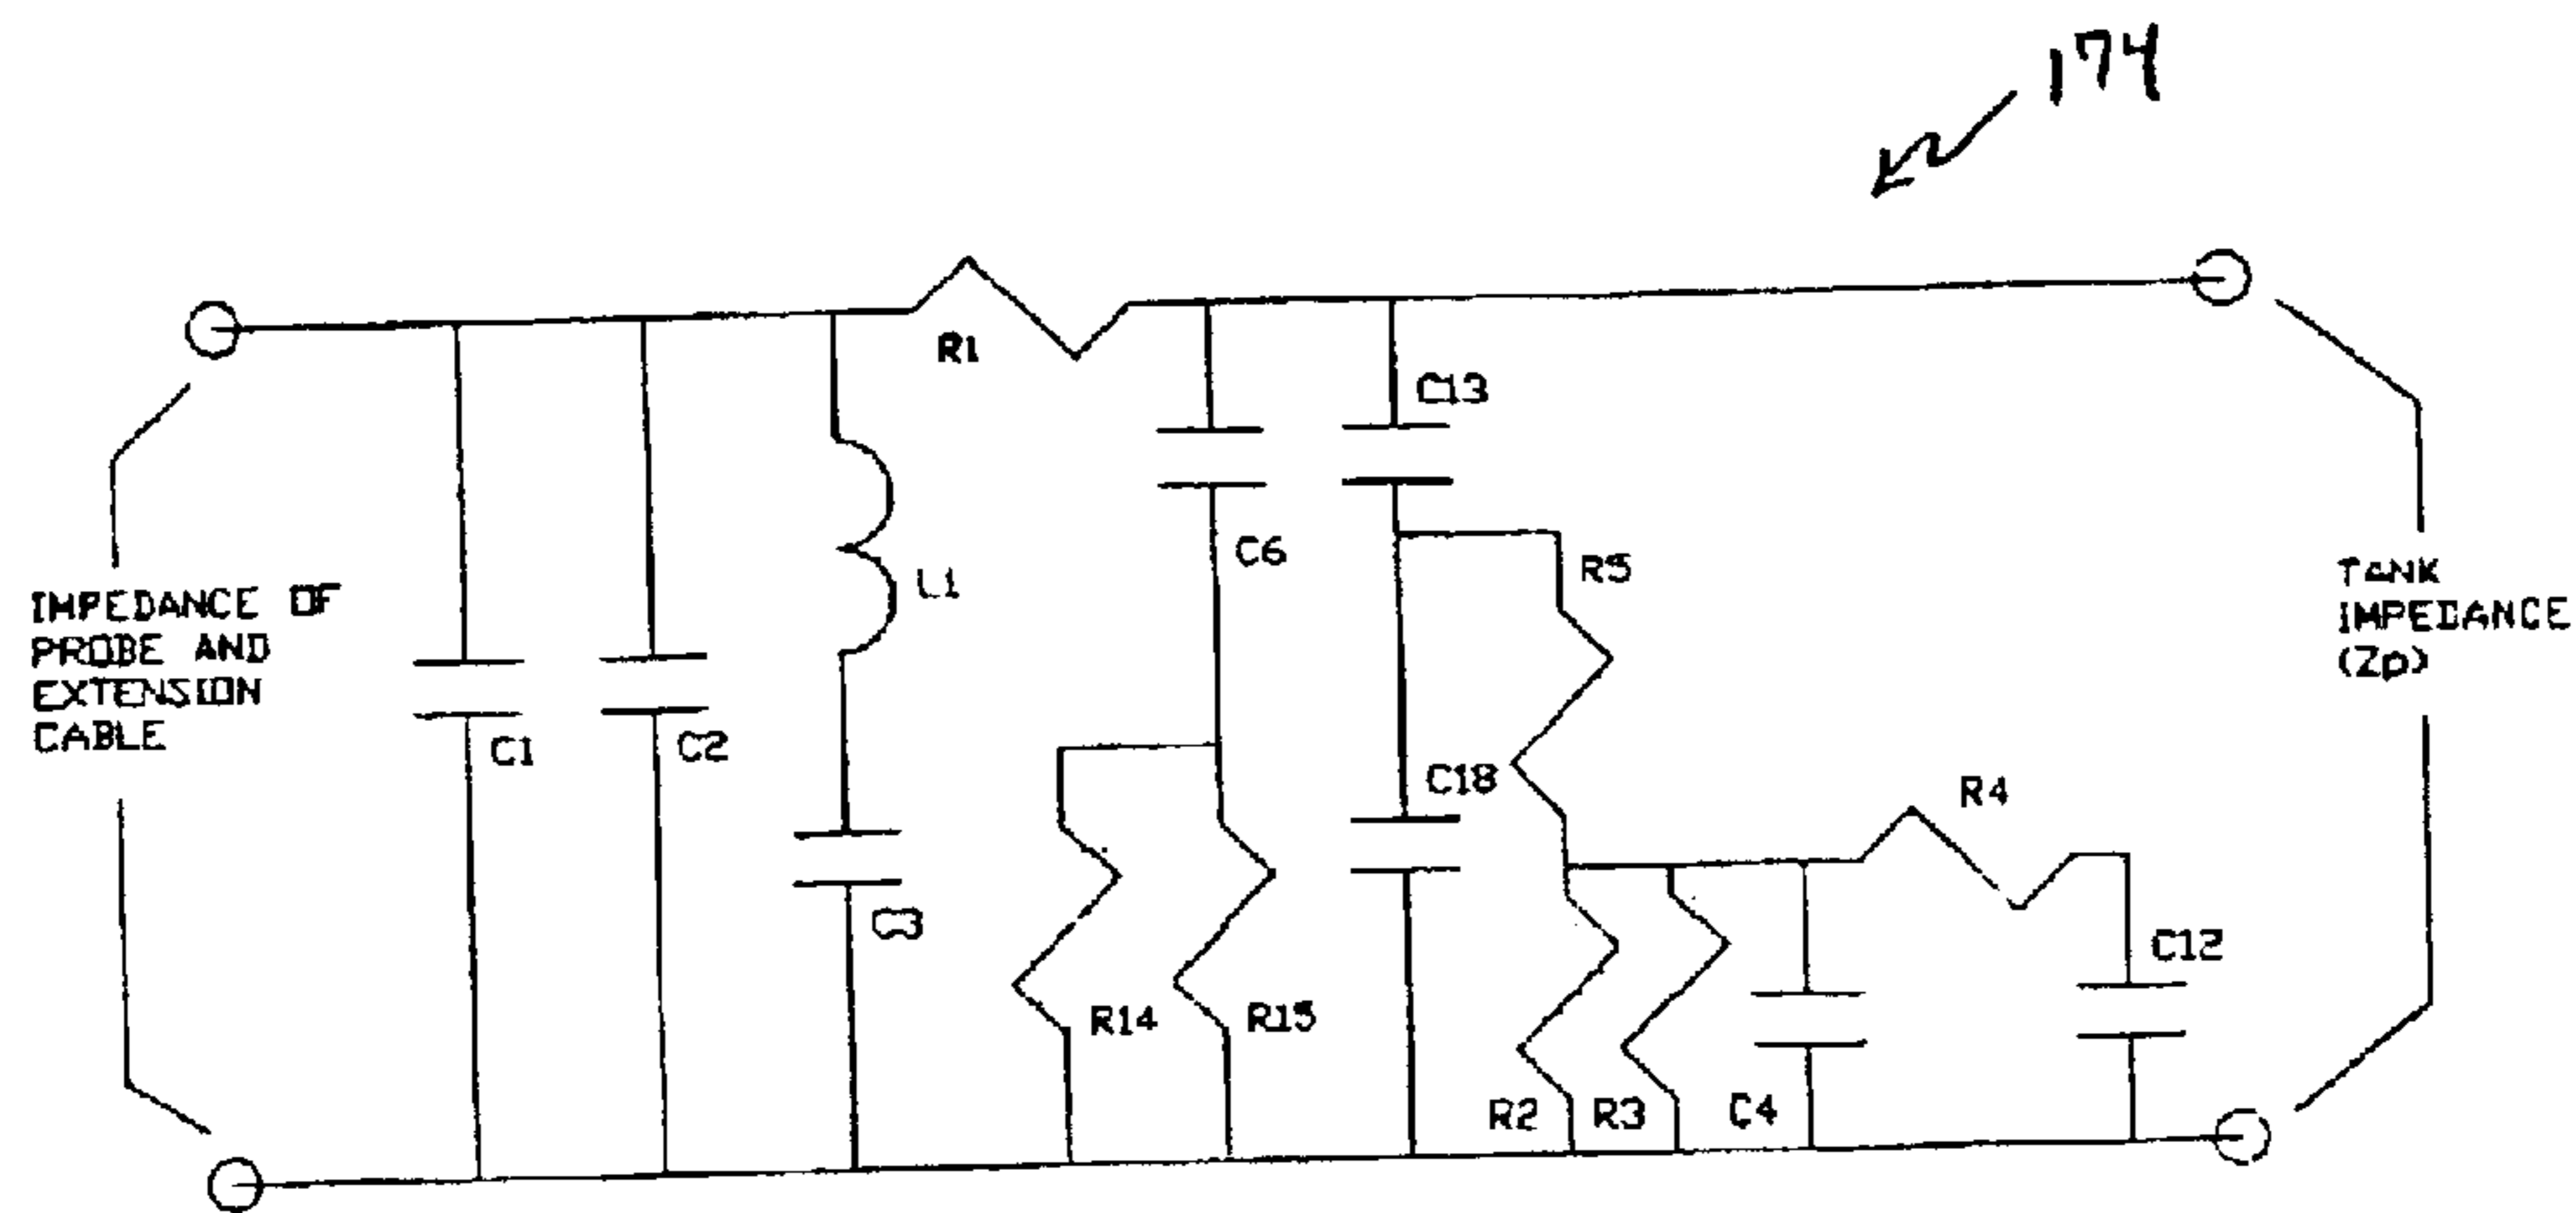 174
R1
C13
C6
R5
L1
IMPEDANCE OF
PROBE AND
EXTENSION
CABLE
TANK
IMPEDANCE
(Zp)
C1
C2
C18
R4
C3
C12
R14
R15
R2
R3
C4